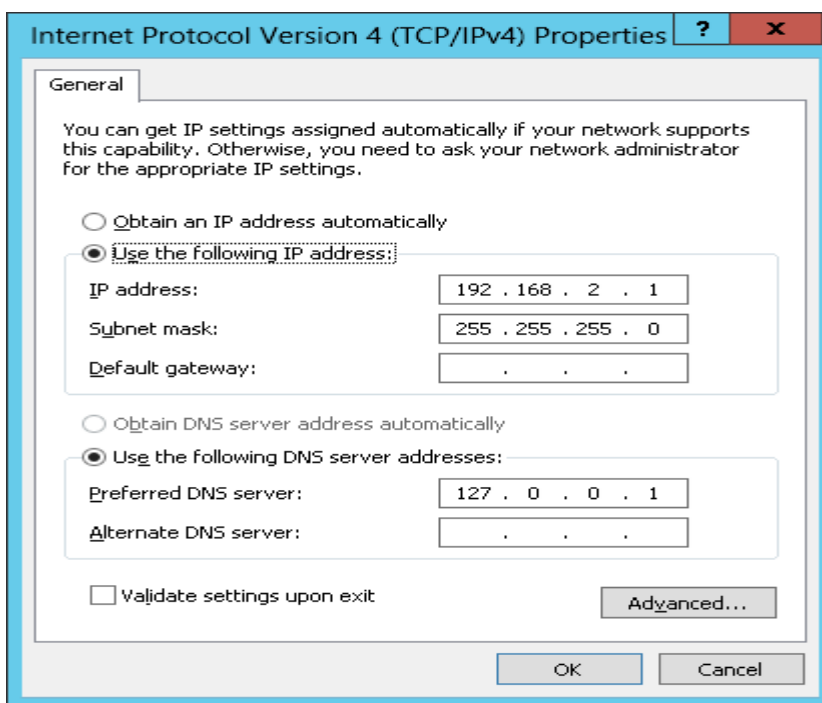 Internet Protocol Version 4 (TCP/IPv4) Properties ? x
General
You can get IP settings assigned automatically if your network supports
this capability. Otherwise, you need to ask your network administrator
for the appropriate IP settings.
Obtain an IP address automatically
Use the following IP address:
IP address: 192 . 168 . 2 . 1
Subnet mask: 255 . 255 . 255 . 0
Default gateway: . . .
Obtain DNS server address automatically
Use the following DNS server addresses:
Preferred DNS server: 127 . 0 . 0 . 1
Alternate DNS server: . . .
Validate settings upon exit
Advanced...
OK Cancel